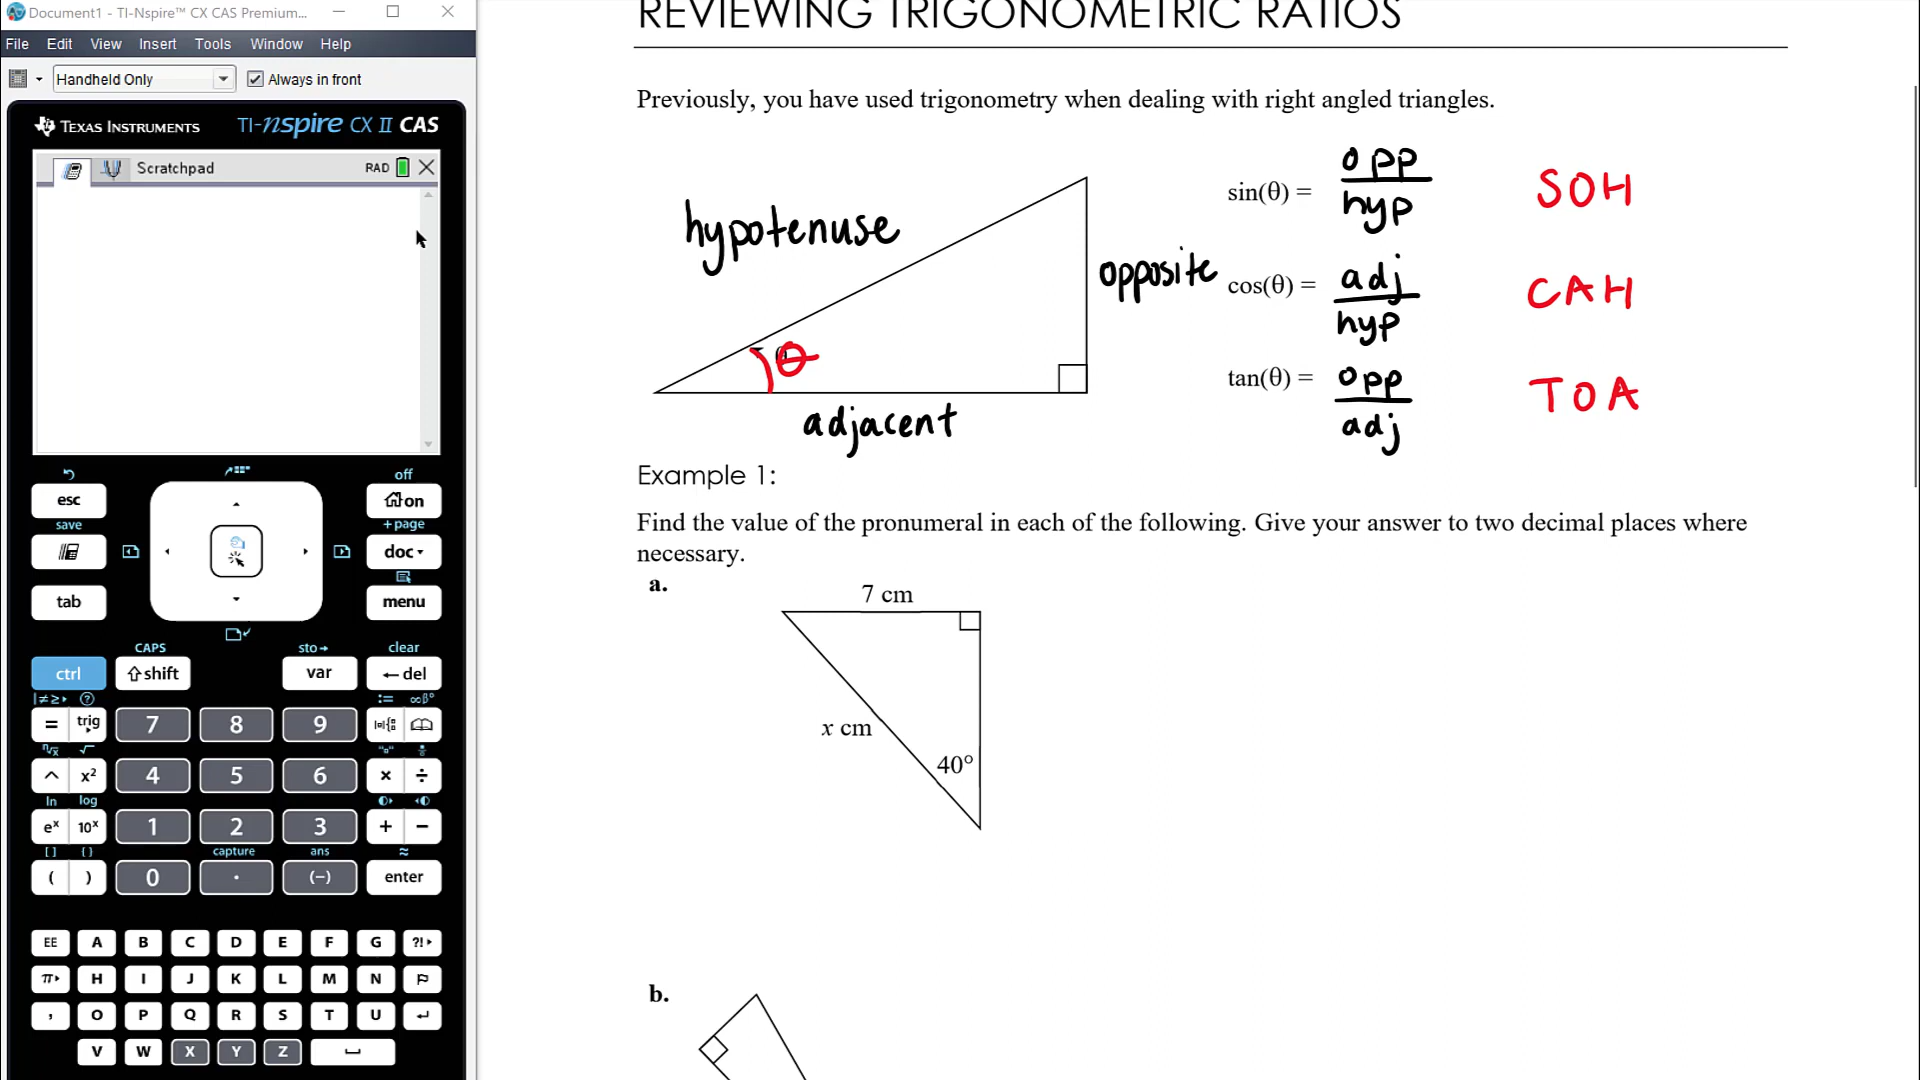 Document1 - TI-Nspire™ CX CAS Premium...
File Edit View Insert Tools Window Help
Handheld Only Always in front
TEXAS INSTRUMENTS TI-nspire CX II CAS
Scratchpad RAD
off
esc on
save + page
doc
tab menu
CAPS sto→ clear
ctrl shift var ←del
|≠≥▸ ? := ∞β°
= trig 7 8 9
ⁿ√x √
^ x² 4 5 6 × ÷
ln log
eˣ 10ˣ 1 2 3 + −
[ ] { } capture ans ≈
( ) 0 . (−) enter
EE A B C D E F G ?!▸
π▸ H I J K L M N
, O P Q R S T U
V W X Y Z
REVIEWING TRIGONOMETRIC RATIOS
Previously, you have used trigonometry when dealing with right angled triangles.
hypotenuse
opposite
θ
adjacent
sin(θ) = opp/hyp SOH
cos(θ) = adj/hyp CAH
tan(θ) = opp/adj TOA
Example 1:
Find the value of the pronumeral in each of the following. Give your answer to two decimal places where
necessary.
a.
7 cm
x cm
40°
b.